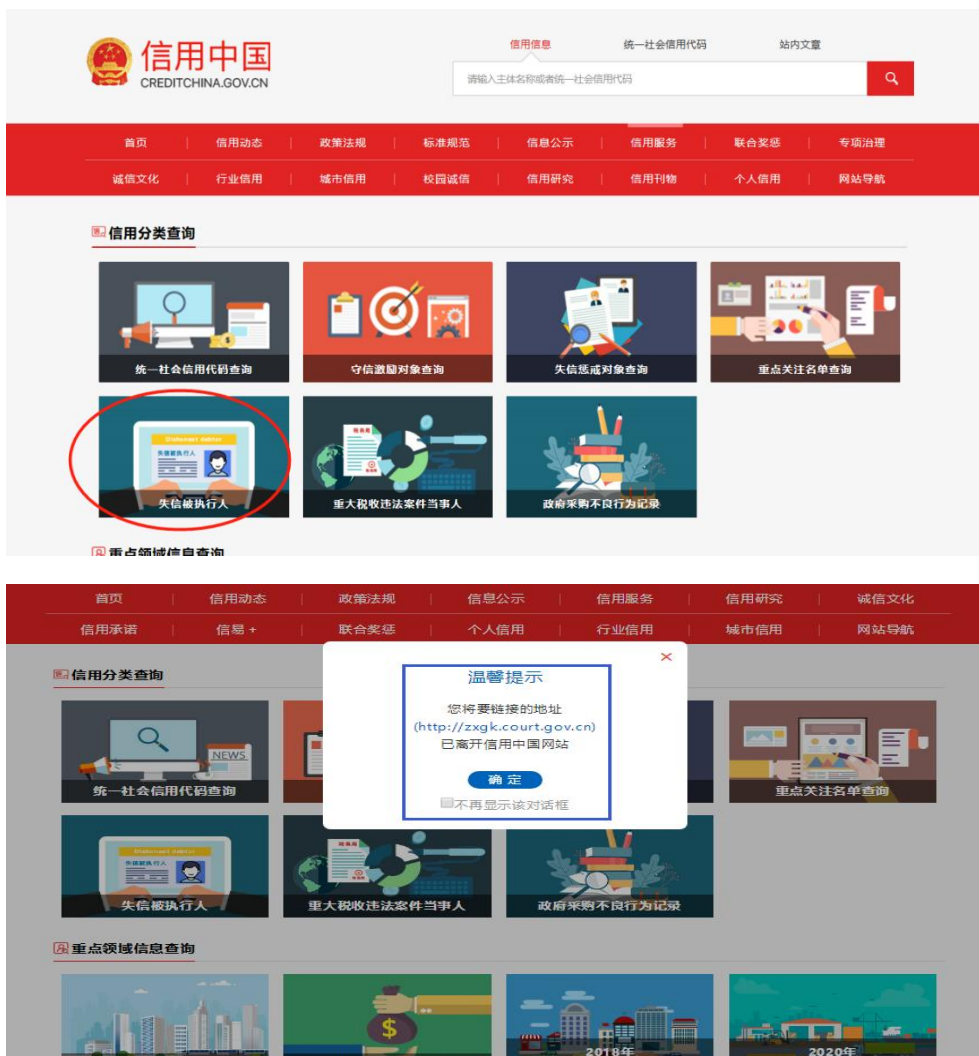 信用中国
CREDITCHINA.GOV.CN
信用信息 统一社会信用代码 站内文章
请输入主体名称或者统一社会信用代码
首页 信用动态 政策法规 标准规范 信息公示 信用服务 联合奖惩 专项治理
诚信文化 行业信用 城市信用 校园诚信 信用研究 信用刊物 个人信用 网站导航
信用分类查询
统一社会信用代码查询 守信激励对象查询 失信惩戒对象查询 重点关注名单查询
Dishonest debtor
失信被执行人
失信被执行人 重大税收违法案件当事人 政府采购不良行为记录
重点领域信息查询
首页 信用动态 政策法规 信息公示 信用服务 信用研究 诚信文化
信用承诺 信易+ 联合奖惩 个人信用 行业信用 城市信用 网站导航
信用分类查询
温馨提示
您将要链接的地址
(http://zxgk.court.gov.cn)
已离开信用中国网站
确定
不再显示该对话框
NEWS
统一社会信用代码查询 重点关注名单查询
Dishonest debtor
失信被执行人
失信被执行人 重大税收违法案件当事人 政府采购不良行为记录
重点领域信息查询
$
2018年 2020年